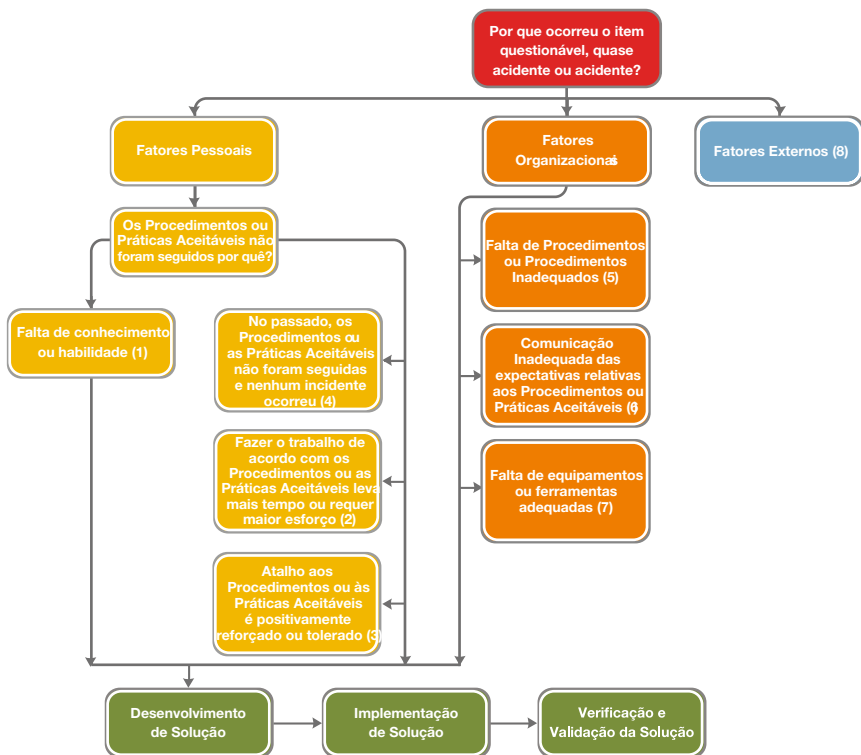 Por que ocorreu o item
questionável, quase
acidente ou acidente?
Fatores Pessoais
Fatores
Organizacionais
Fatores Externos (8)
Os Procedimentos ou
Práticas Aceitáveis não
foram seguidos por quê?
Falta de conhecimento
ou habilidade (1)
No passado, os
Procedimentos ou
as Práticas Aceitáveis
não foram seguidas
e nenhum incidente
ocorreu (4)
Fazer o trabalho de
acordo com os
Procedimentos ou as
Práticas Aceitáveis leva
mais tempo ou requer
maior esforço (2)
Atalho aos
Procedimentos ou às
Práticas Aceitáveis
é positivamente
reforçado ou tolerado (3)
Falta de Procedimentos
ou Procedimentos
Inadequados (5)
Comunicação
Inadequada das
expectativas relativas
aos Procedimentos ou
Práticas Aceitáveis (6)
Falta de equipamentos
ou ferramentas
adequadas (7)
Desenvolvimento
de Solução
Implementação
de Solução
Verificação e
Validação da Solução